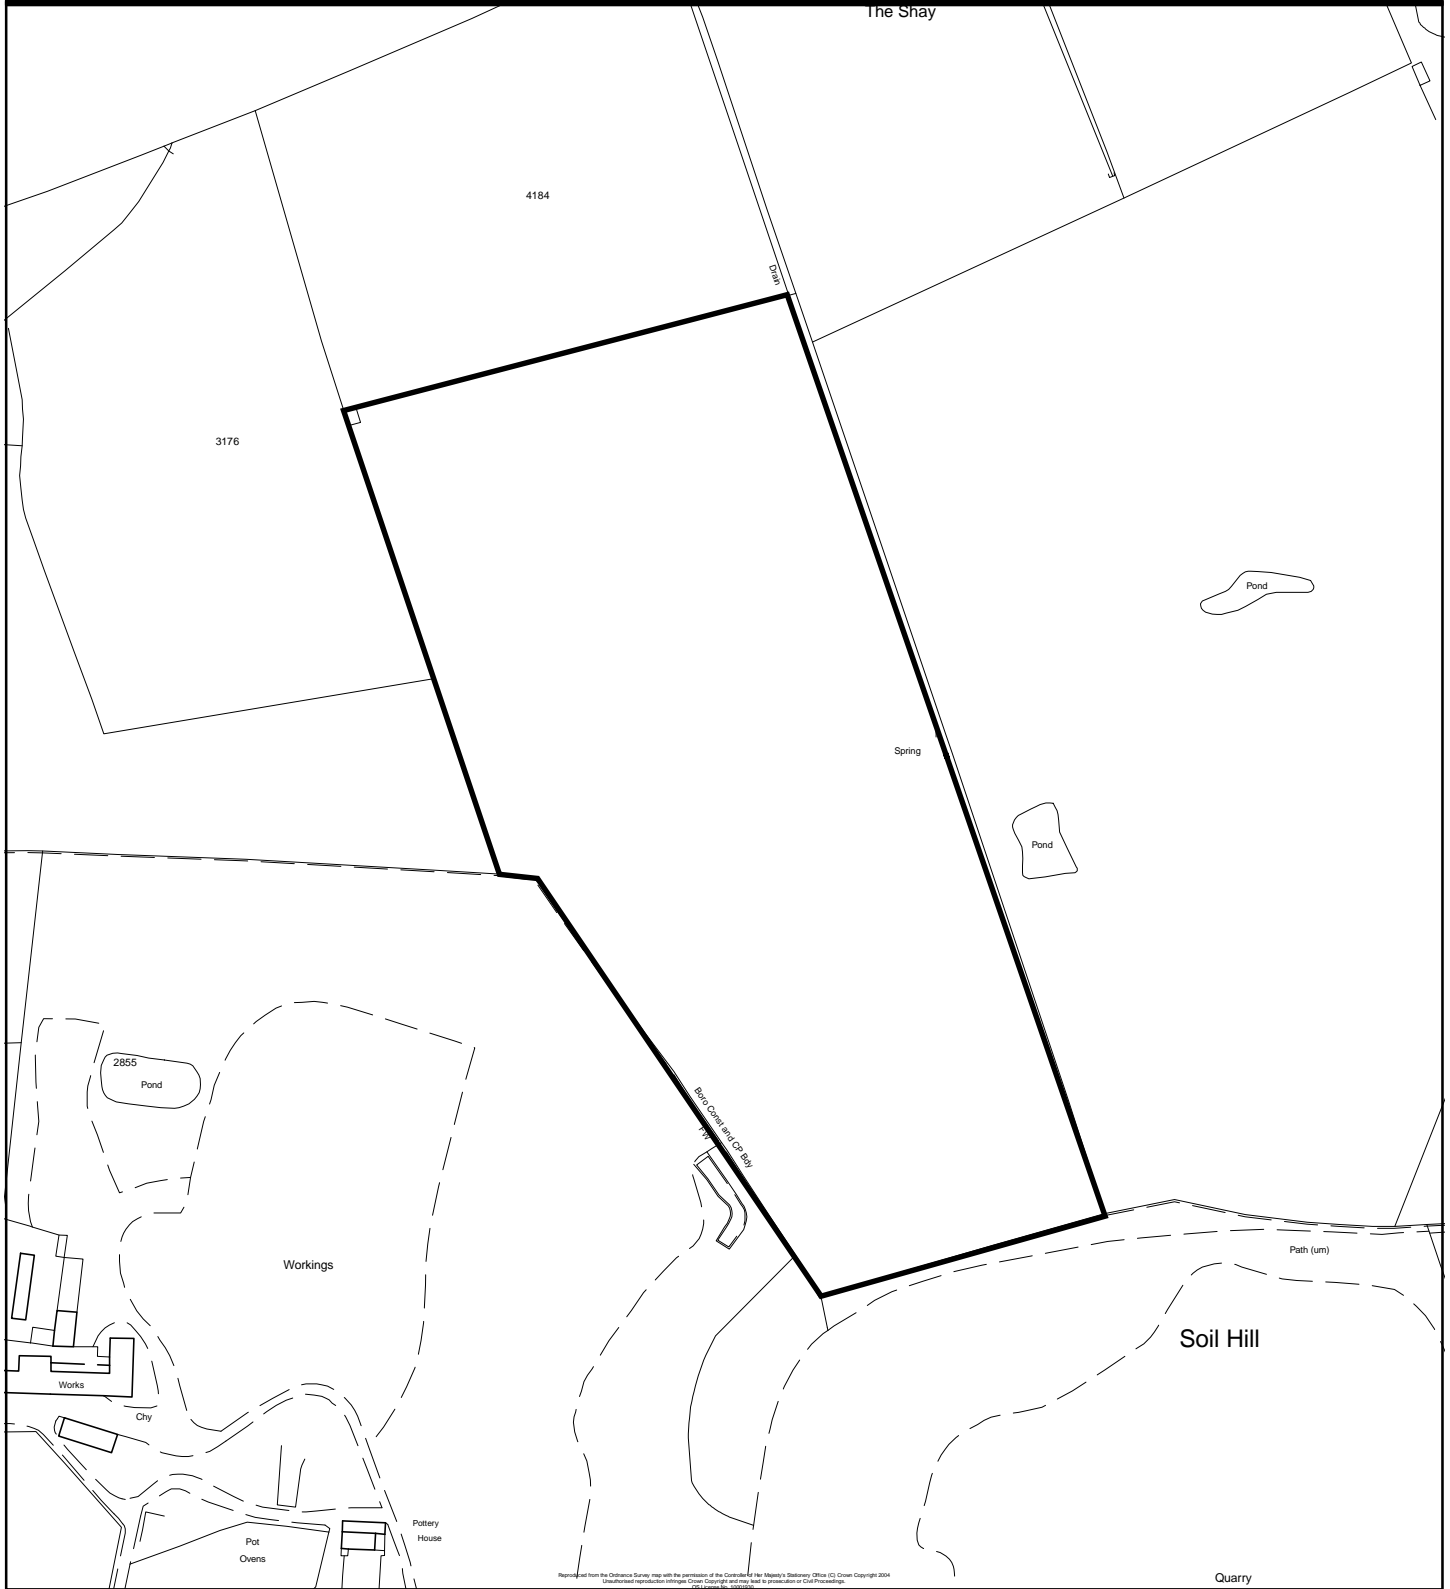 The Shay
4184
Drain
3176
Pond
Spring
Pond
2855
Pond
Boro Const and CP Bdy
FW
Workings
Path (um)
Soil Hill
Works
Chy
Pottery
House
Pot
Ovens
Quarry
Reproduced from the Ordnance Survey map with the permission of the Controller of Her Majesty's Stationery Office (C) Crown Copyright 2004
Unauthorised reproduction infringes Crown Copyright and may lead to prosecution or Civil Proceedings.